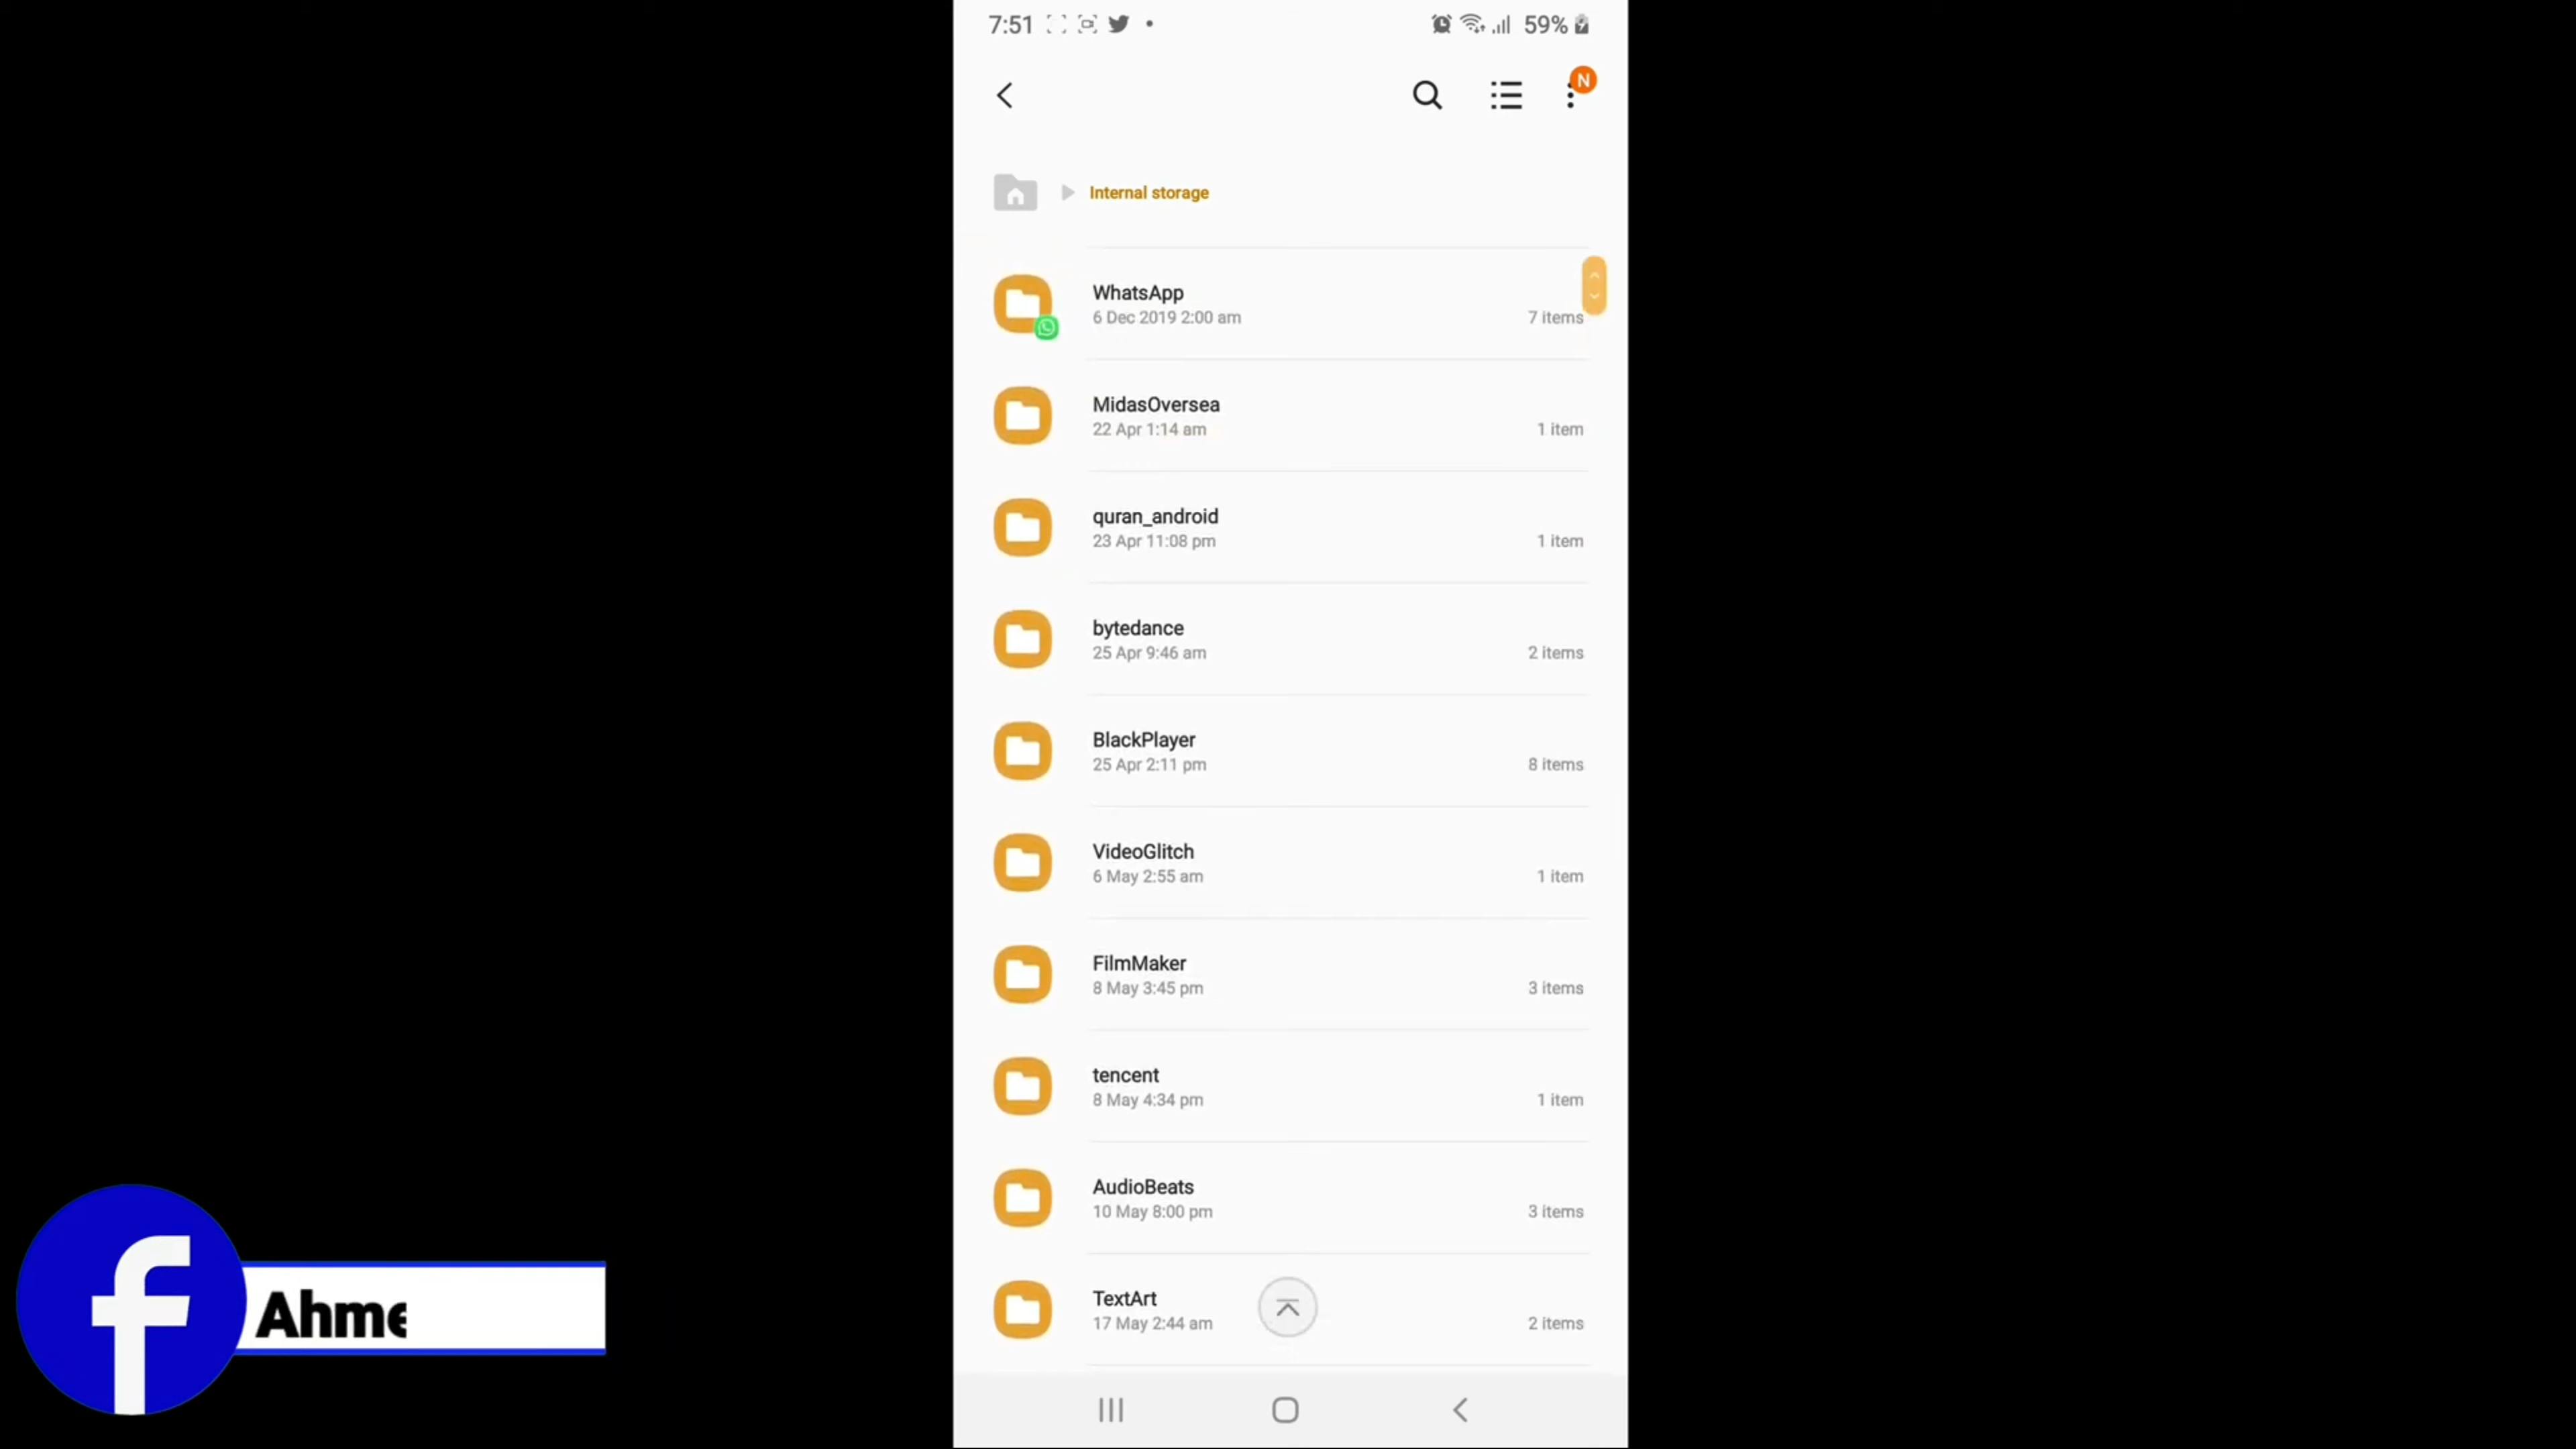 7:51
59%
N
Internal storage
WhatsApp
6 Dec 2019 2:00 am
7 items
MidasOversea
22 Apr 1:14 am
1 item
quran_android
23 Apr 11:08 pm
1 item
bytedance
25 Apr 9:46 am
2 items
BlackPlayer
25 Apr 2:11 pm
8 items
VideoGlitch
6 May 2:55 am
1 item
FilmMaker
8 May 3:45 pm
3 items
tencent
8 May 4:34 pm
1 item
AudioBeats
10 May 8:00 pm
3 items
TextArt
17 May 2:44 am
2 items
f
Ahme